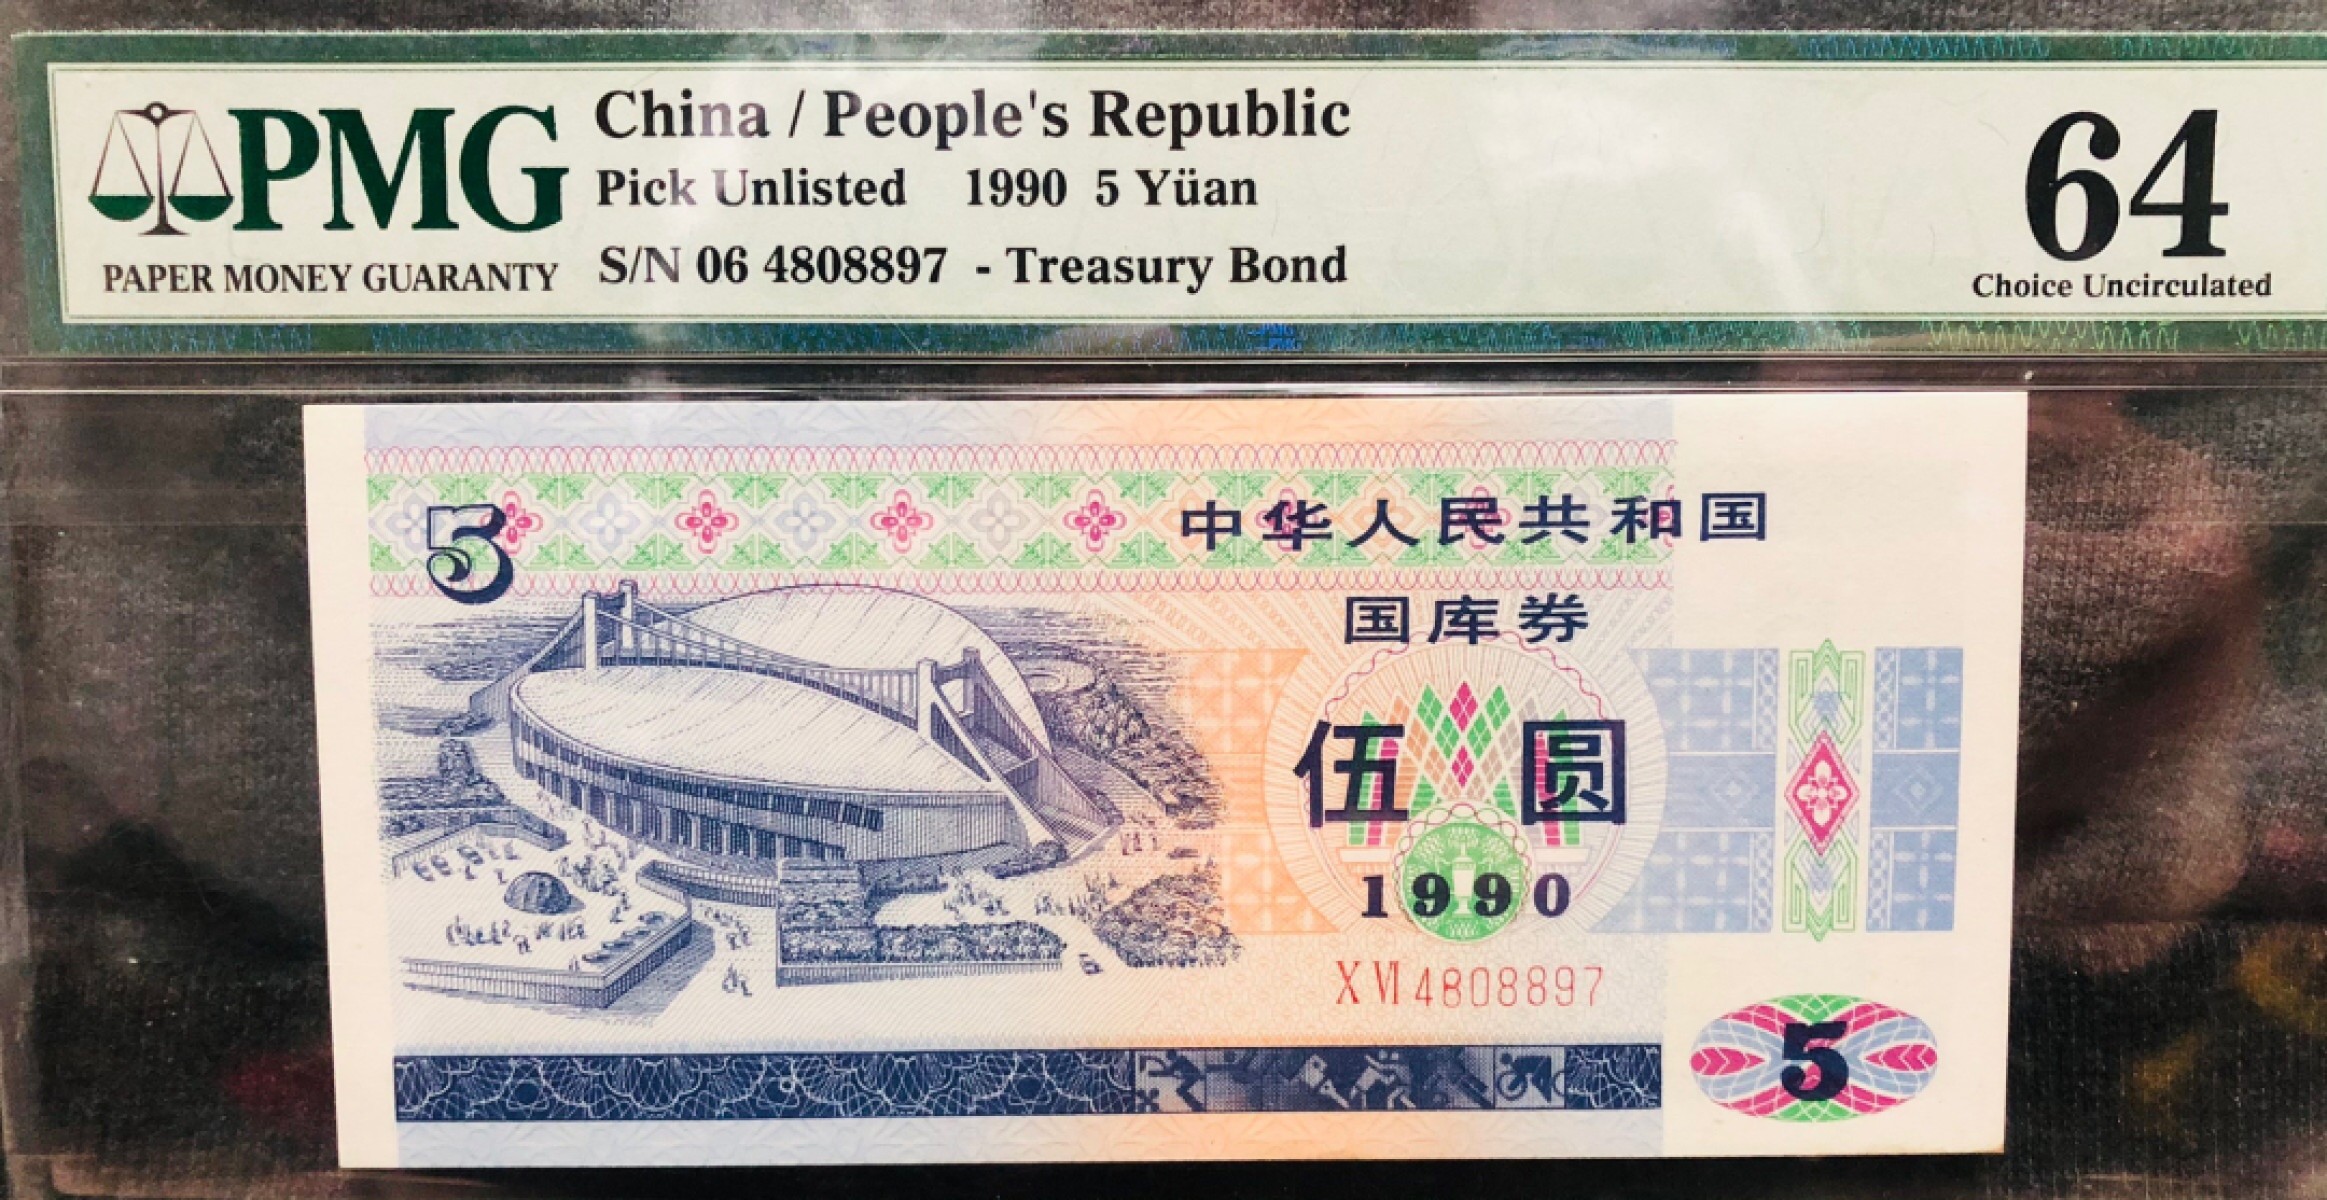 PMG
PAPER MONEY GUARANTY
China / People's Republic
Pick Unlisted 1990 5 Yüan
S/N 06 4808897 - Treasury Bond
64
Choice Uncirculated
5
中华人民共和国
国库券
伍圆
1990
XVI4808897
5